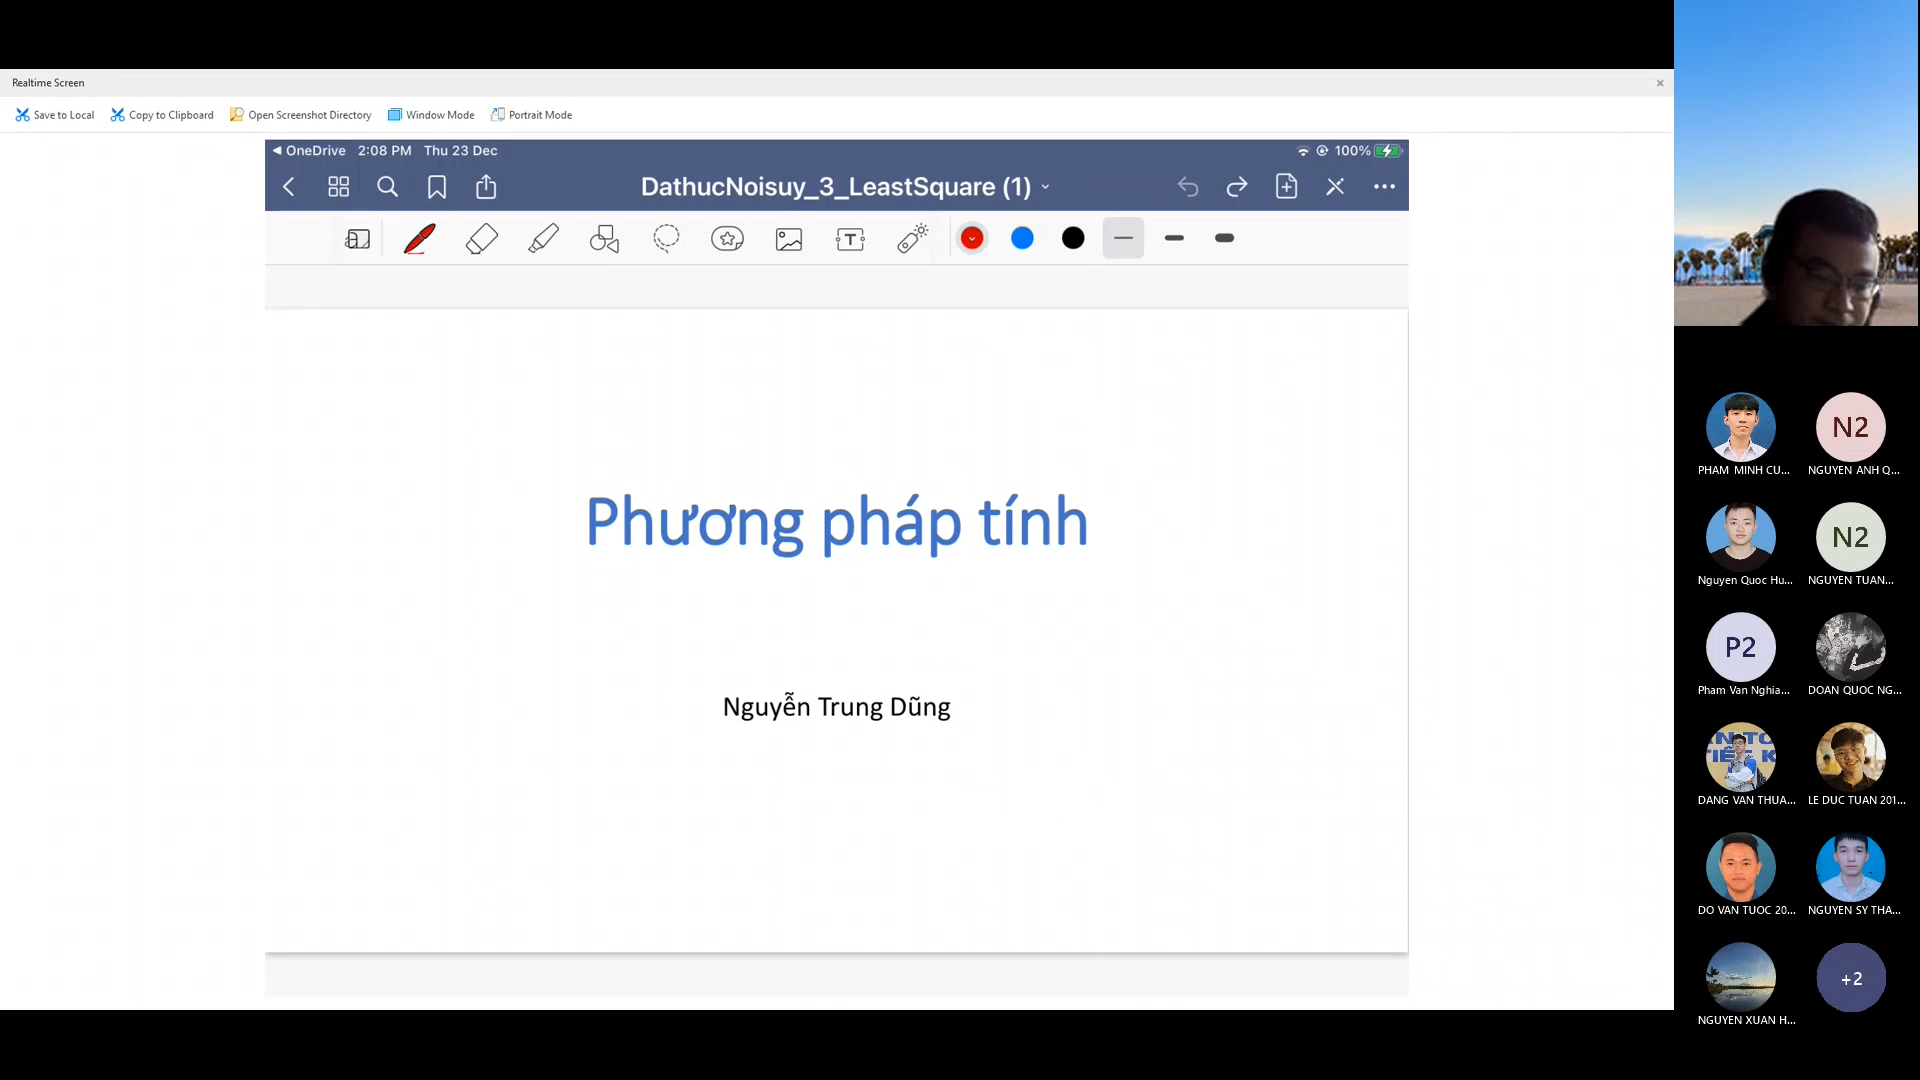 Realtime Screen
Save to Local Copy to Clipboard Open Screenshot Directory Window Mode Portrait Mode
OneDrive 2:08 PM Thu 23 Dec 100%
DathucNoisuy_3_LeastSquare (1)
Phương pháp tính
Nguyễn Trung Dũng
PHAM MINH CU...
N2
NGUYEN ANH Q...
Nguyen Quoc Hu...
N2
NGUYEN TUAN...
P2
Pham Van Nghia...
DOAN QUOC NG...
DANG VAN THUA...
LE DUC TUAN 201...
DO VAN TUOC 20...
NGUYEN SY THA...
NGUYEN XUAN H...
+2